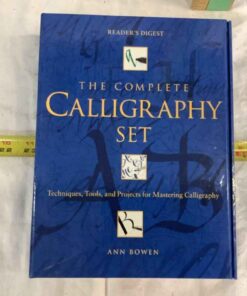 READER'S DIGEST
THE COMPLETE
CALLIGRAPHY
SET
Techniques, Tools, and Projects for Mastering Calligraphy
ANN BOWEN